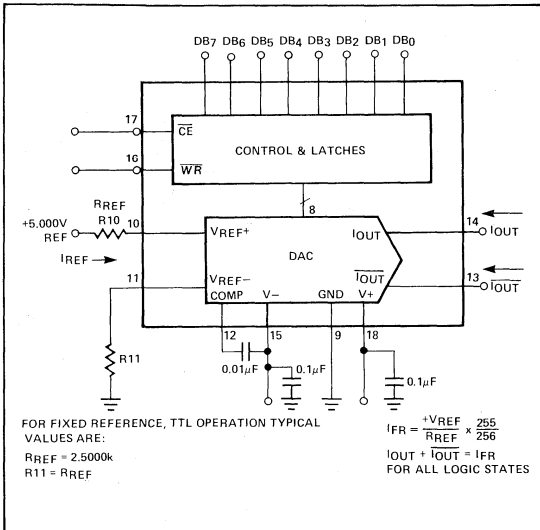 DB7 DB6 DB5 DB4 DB3 DB2 DB1 DB0
17 CE
CONTROL & LATCHES
16 WR
8
RREF
R10
+5.000V
REF
10
VREF+
IOUT
14
IOUT
IREF
DAC
11
VREF-
IOUT
13
IOUT
COMP V- GND V+
12 15 9 18
R11
0.01μF
0.1μF
0.1μF
FOR FIXED REFERENCE, TTL OPERATION TYPICAL
VALUES ARE:
RREF = 2.5000k
R11 = RREF
IFR = +VREF / RREF x 255 / 256
IOUT + IOUT = IFR
FOR ALL LOGIC STATES